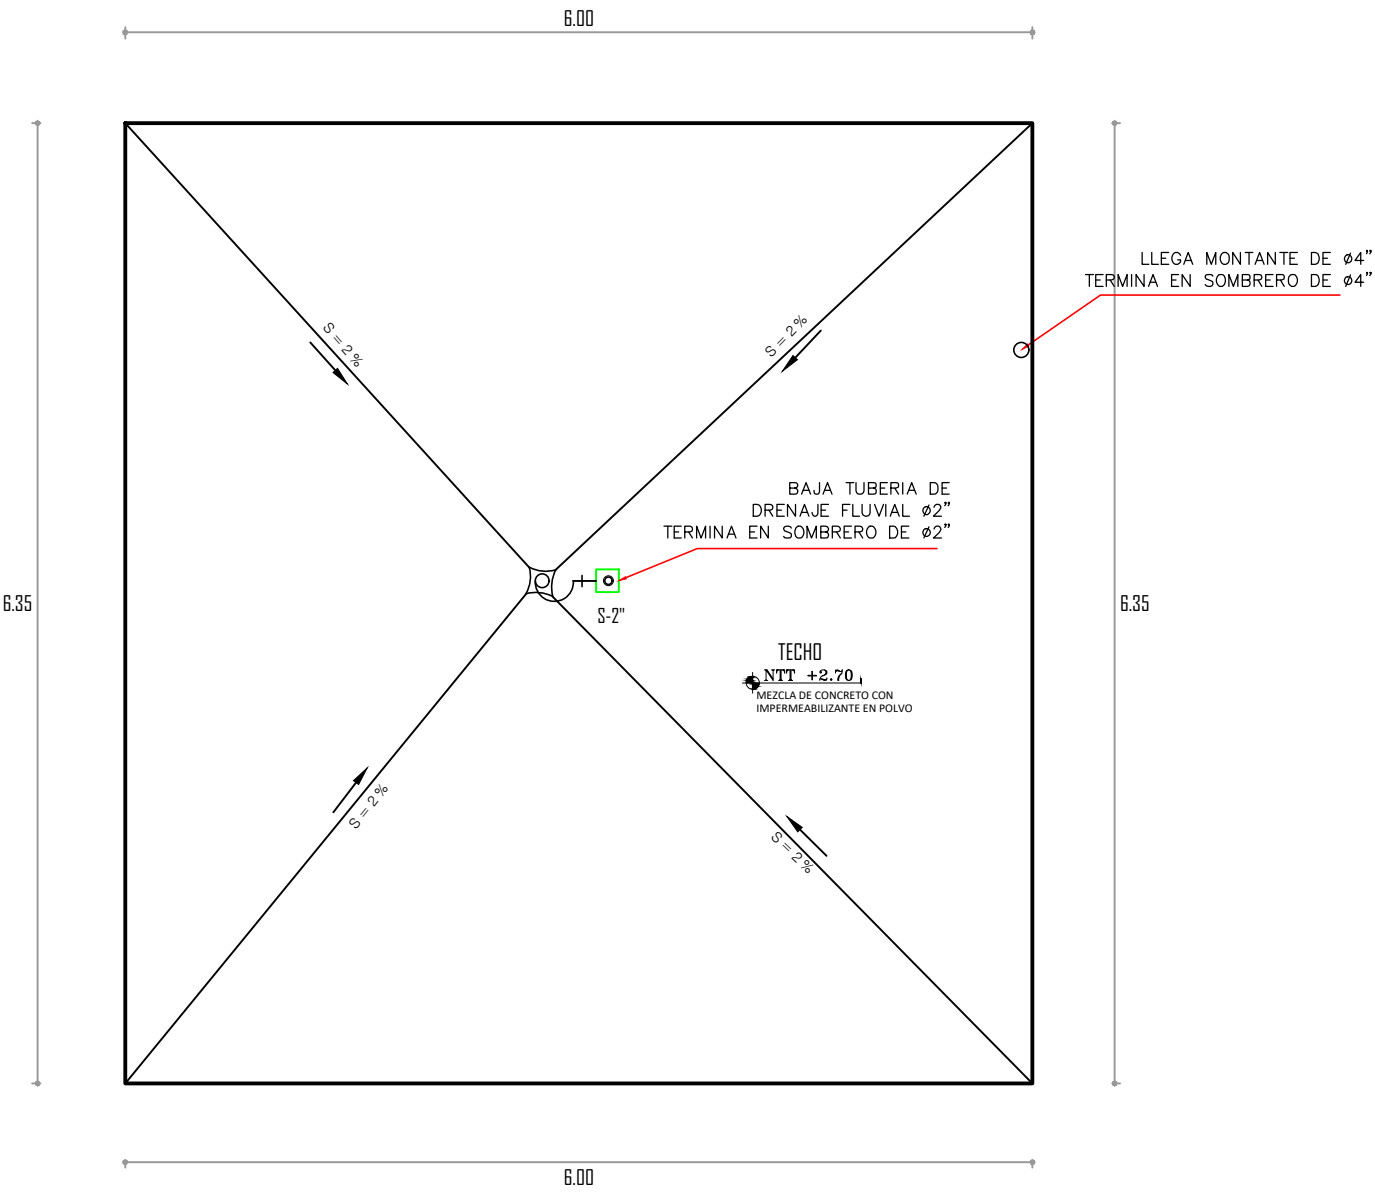 6.00
LLEGA MONTANTE DE ø4"
TERMINA EN SOMBRERO DE ø4"
S = 2%
S = 2%
BAJA TUBERIA DE
DRENAJE FLUVIAL ø2"
TERMINA EN SOMBRERO DE ø2"
6.35
6.35
S-2"
TECHO
NTT +2.70
MEZCLA DE CONCRETO CON
IMPERMEABILIZANTE EN POLVO
S = 2%
S = 2%
6.00